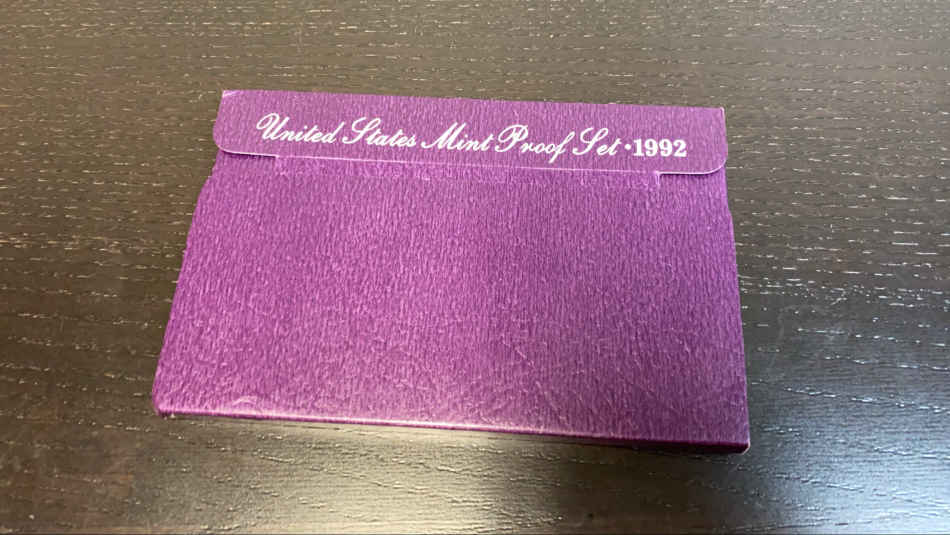 United States Mint Proof Set • 1992